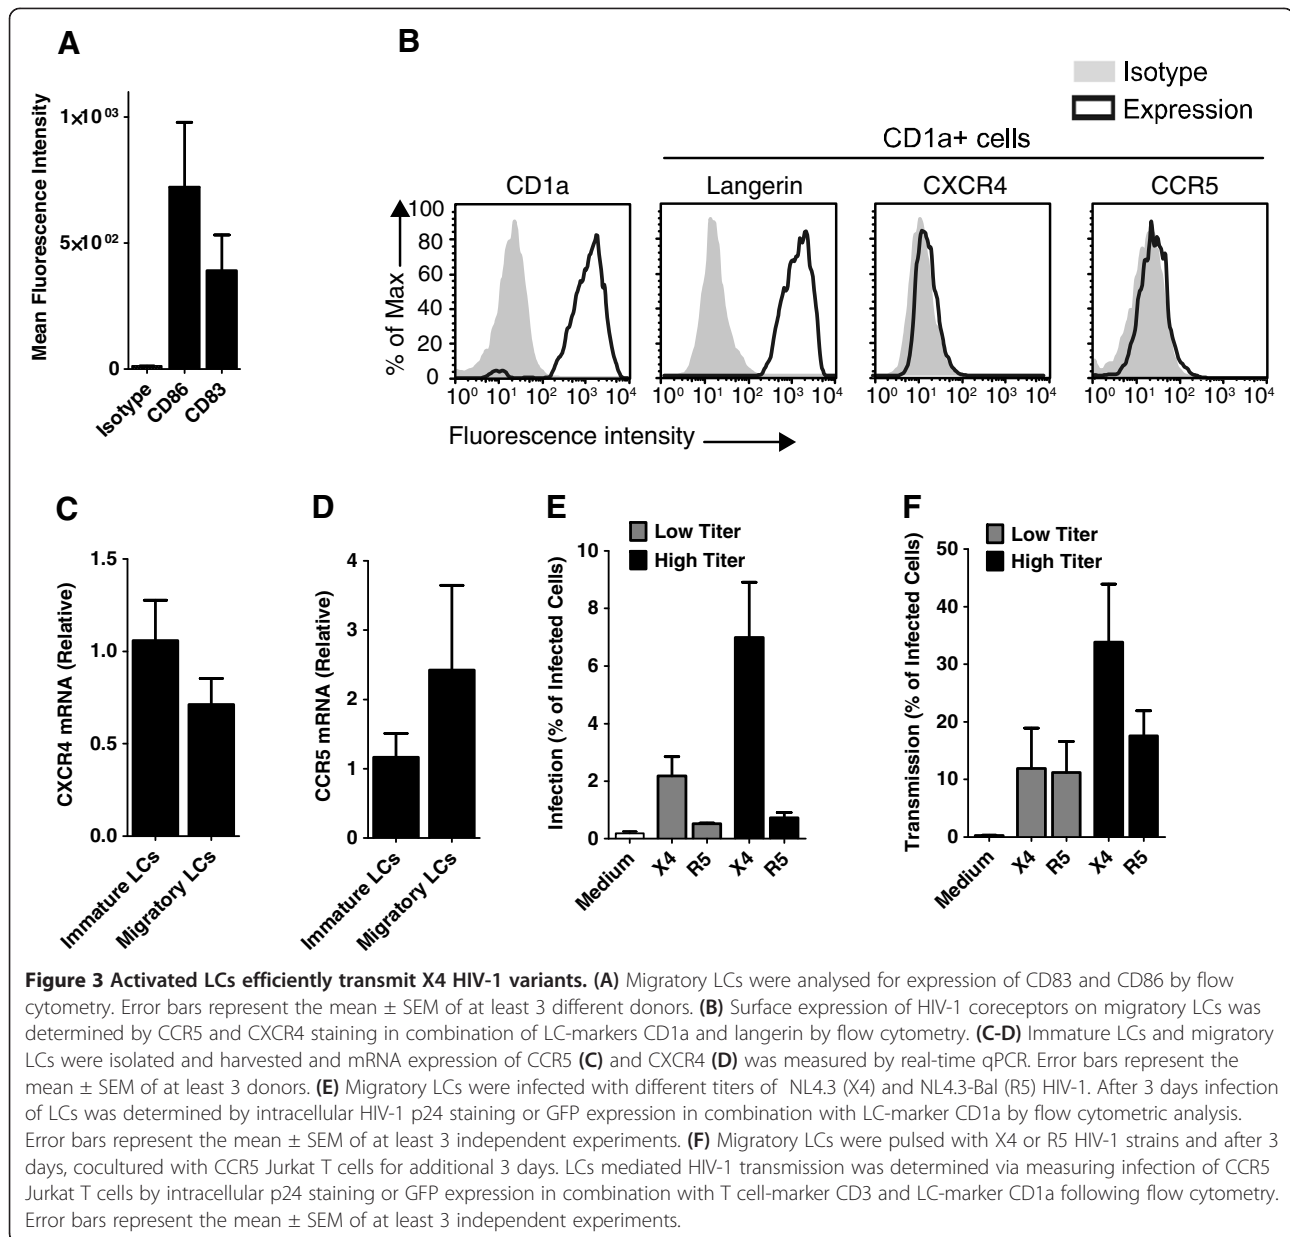 A
Mean Fluorescence Intensity
1×10 03
5×10 02
0
Isotype
CD86
CD83
B
Isotype
Expression
CD1a+ cells
CD1a
Langerin
CXCR4
CCR5
% of Max
100
80
60
40
20
0
10⁰ 10¹ 10² 10³ 10⁴
10⁰ 10¹ 10² 10³ 10⁴
10⁰ 10¹ 10² 10³ 10⁴
10⁰ 10¹ 10² 10³ 10⁴
Fluorescence intensity
C
CXCR4 mRNA (Relative)
1.5
1.0
0.5
0.0
Immature LCs
Migratory LCs
D
CCR5 mRNA (Relative)
4
3
2
1
0
Immature LCs
Migratory LCs
E
Low Titer
High Titer
Infection (% of Infected Cells)
10
8
6
4
2
0
Medium
X4
R5
X4
R5
F
Low Titer
High Titer
Transmission (% of Infected Cells)
50
40
30
20
10
0
Medium
X4
R5
X4
R5
Figure 3 Activated LCs efficiently transmit X4 HIV-1 variants. (A) Migratory LCs were analysed for expression of CD83 and CD86 by flow
cytometry. Error bars represent the mean ± SEM of at least 3 different donors. (B) Surface expression of HIV-1 coreceptors on migratory LCs was
determined by CCR5 and CXCR4 staining in combination of LC-markers CD1a and langerin by flow cytometry. (C-D) Immature LCs and migratory
LCs were isolated and harvested and mRNA expression of CCR5 (C) and CXCR4 (D) was measured by real-time qPCR. Error bars represent the
mean ± SEM of at least 3 donors. (E) Migratory LCs were infected with different titers of NL4.3 (X4) and NL4.3-Bal (R5) HIV-1. After 3 days infection
of LCs was determined by intracellular HIV-1 p24 staining or GFP expression in combination with LC-marker CD1a by flow cytometric analysis.
Error bars represent the mean ± SEM of at least 3 independent experiments. (F) Migratory LCs were pulsed with X4 or R5 HIV-1 strains and after 3
days, cocultured with CCR5 Jurkat T cells for additional 3 days. LCs mediated HIV-1 transmission was determined via measuring infection of CCR5
Jurkat T cells by intracellular p24 staining or GFP expression in combination with T cell-marker CD3 and LC-marker CD1a following flow cytometry.
Error bars represent the mean ± SEM of at least 3 independent experiments.